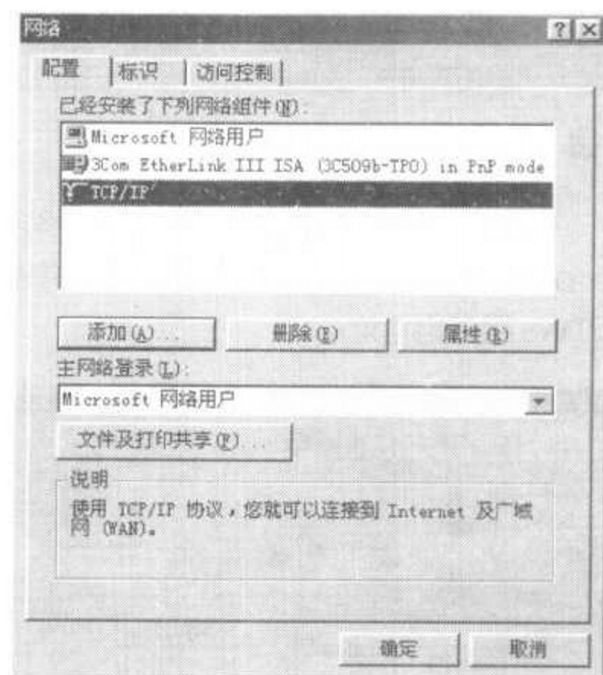 网络
配置 标识 访问控制
已经安装了下列网络组件(N):
Microsoft 网络用户
3Com EtherLink III ISA (3C509b-TPO) in PnP mode
TCP/IP
添加(A)... 删除(E) 属性(R)
主网络登录(L):
Microsoft 网络用户
文件及打印共享(F)...
说明
使用 TCP/IP 协议，您就可以连接到 Internet 及广域
网 (WAN)。
确定 取消